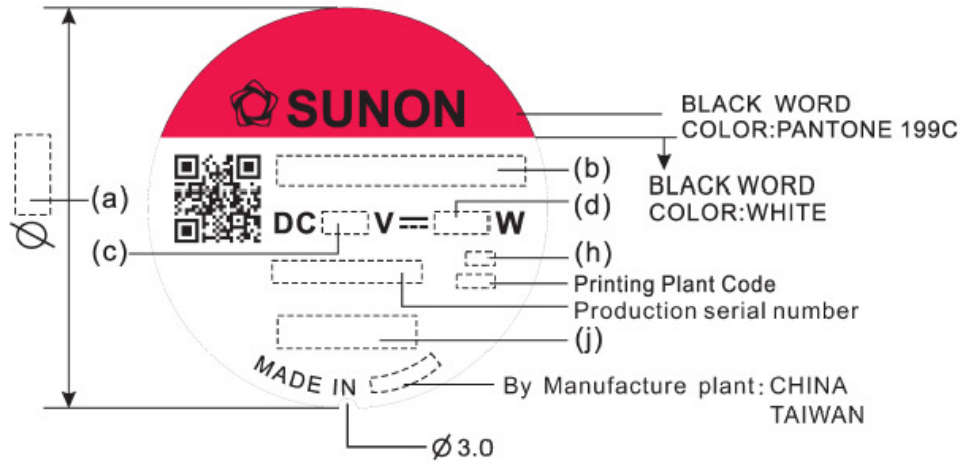 SUNON
BLACK WORD
COLOR:PANTONE 199C
(b)
BLACK WORD
COLOR:WHITE
(a)
(d)
DC V W
Ø
(c)
(h)
Printing Plant Code
Production serial number
(j)
MADE IN
By Manufacture plant: CHINA
TAIWAN
Ø 3.0